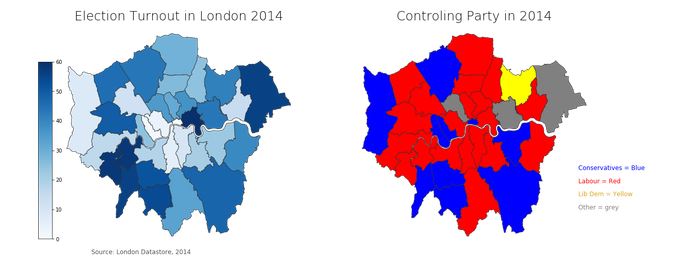 Election Turnout in London 2014
Controling Party in 2014
60
50
40
30
20
10
0
Conservatives = Blue
Labour = Red
Lib Dem = Yellow
Other = grey
Source: London Datastore, 2014